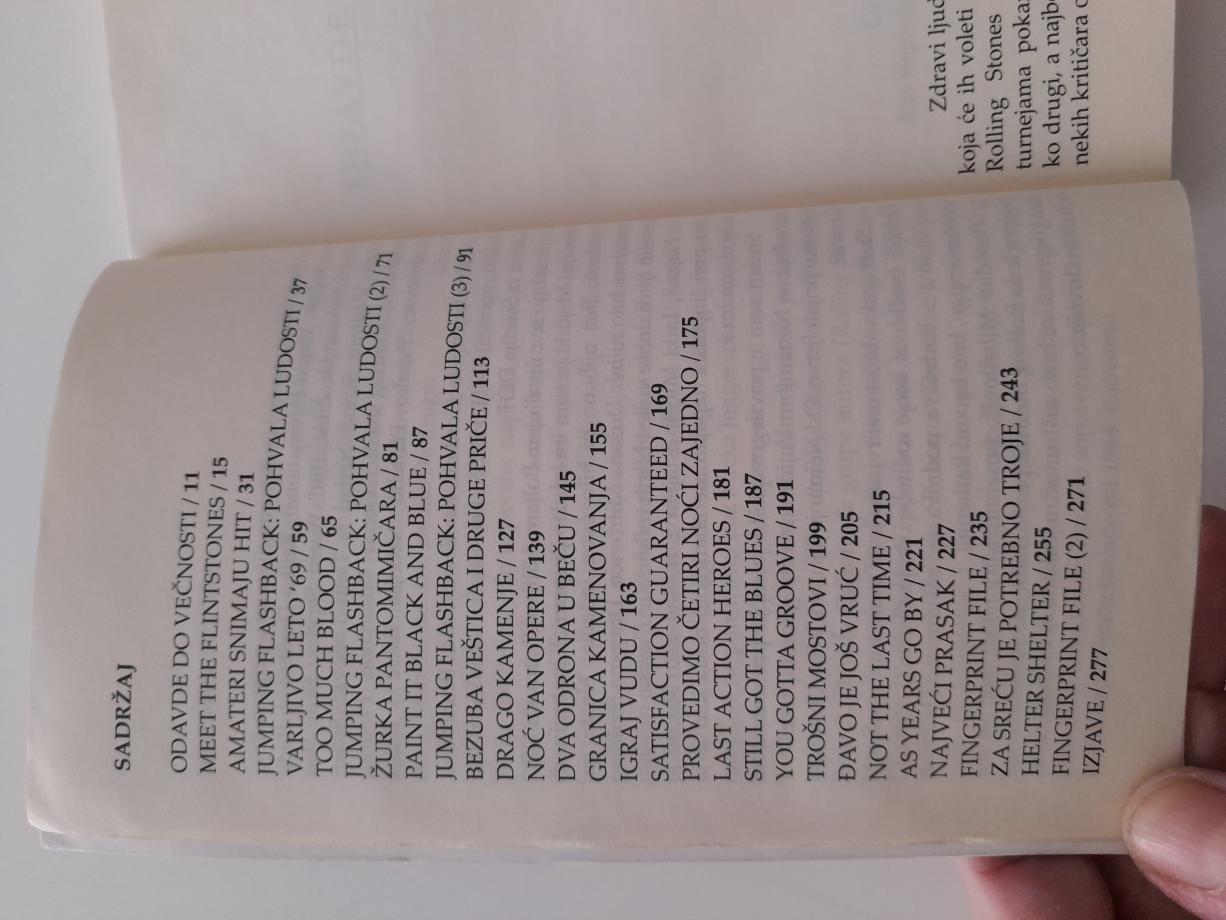 SADRŽAJ
ODAVDE DO VEČNOSTI / 11
MEET THE FLINTSTONES / 15
AMATERI SNIMAJU HIT / 31
JUMPING FLASHBACK: POHVALA LUDOSTI / 37
VARLJIVO LETO ‘69 / 59
TOO MUCH BLOOD / 65
JUMPING FLASHBACK: POHVALA LUDOSTI (2) / 71
ŽURKA PANTOMIMIČARA / 81
PAINT IT BLACK AND BLUE / 87
JUMPING FLASHBACK: POHVALA LUDOSTI (3) / 91
BEZUBA VEŠTICA I DRUGE PRIČE / 113
DRAGO KAMENJE / 127
NOĆ VAN OPERE / 139
DVA ODRONA U BEČU / 145
GRANICA KAMENOVANJA / 155
IGRAJ VUDU / 163
SATISFACTION GUARANTEED / 169
PROVEDIMO ČETIRI NOĆI ZAJEDNO / 175
LAST ACTION HEROES / 181
STILL GOT THE BLUES / 187
YOU GOTTA GROOVE / 191
TROŠNI MOSTOVI / 199
ĐAVO JE JOŠ VRUĆ / 205
NOT THE LAST TIME / 215
AS YEARS GO BY / 221
NAJVEĆI PRASAK / 227
FINGERPRINT FILE / 235
ZA SREĆU JE POTREBNO TROJE / 243
HELTER SHELTER / 255
FINGERPRINT FILE (2) / 271
IZJAVE / 277
Zdravi
koja će ih voleti
Rolling Stones
turnejama
ko drugi, a
nekih kritičara